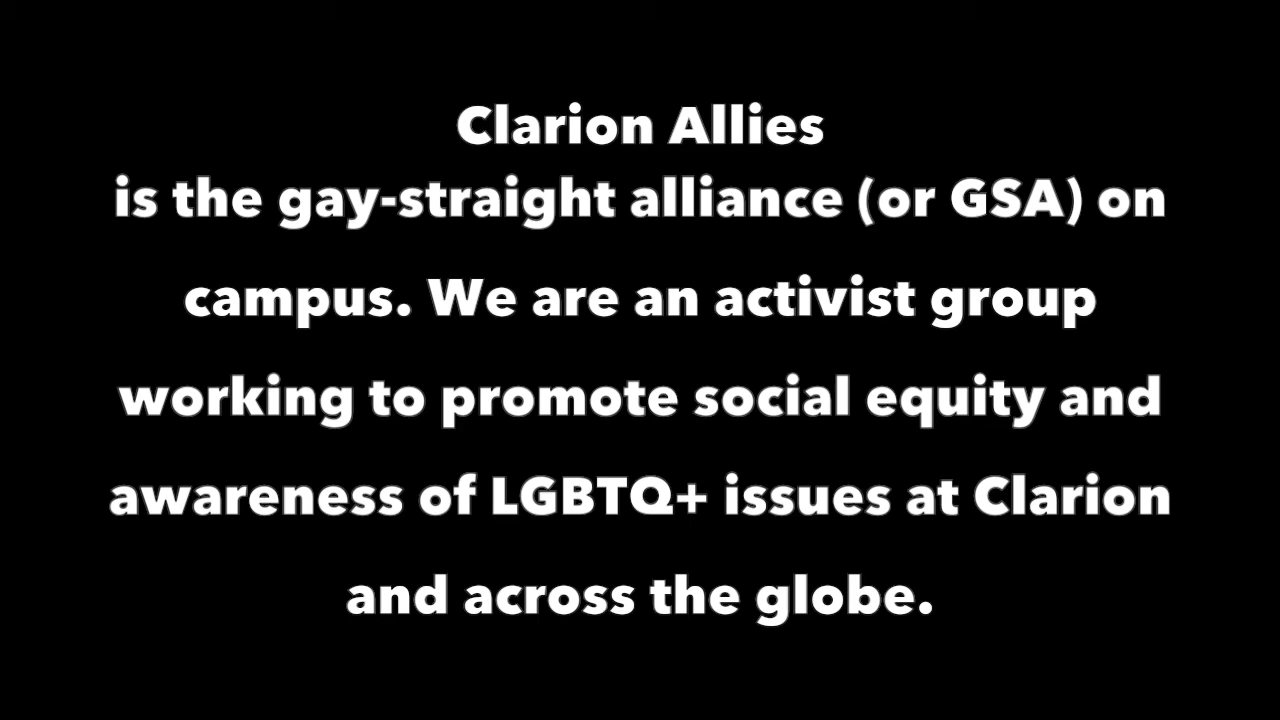 Clarion Allies
is the gay-straight alliance (or GSA) on
campus. We are an activist group
working to promote social equity and
awareness of LGBTQ+ issues at Clarion
and across the globe.